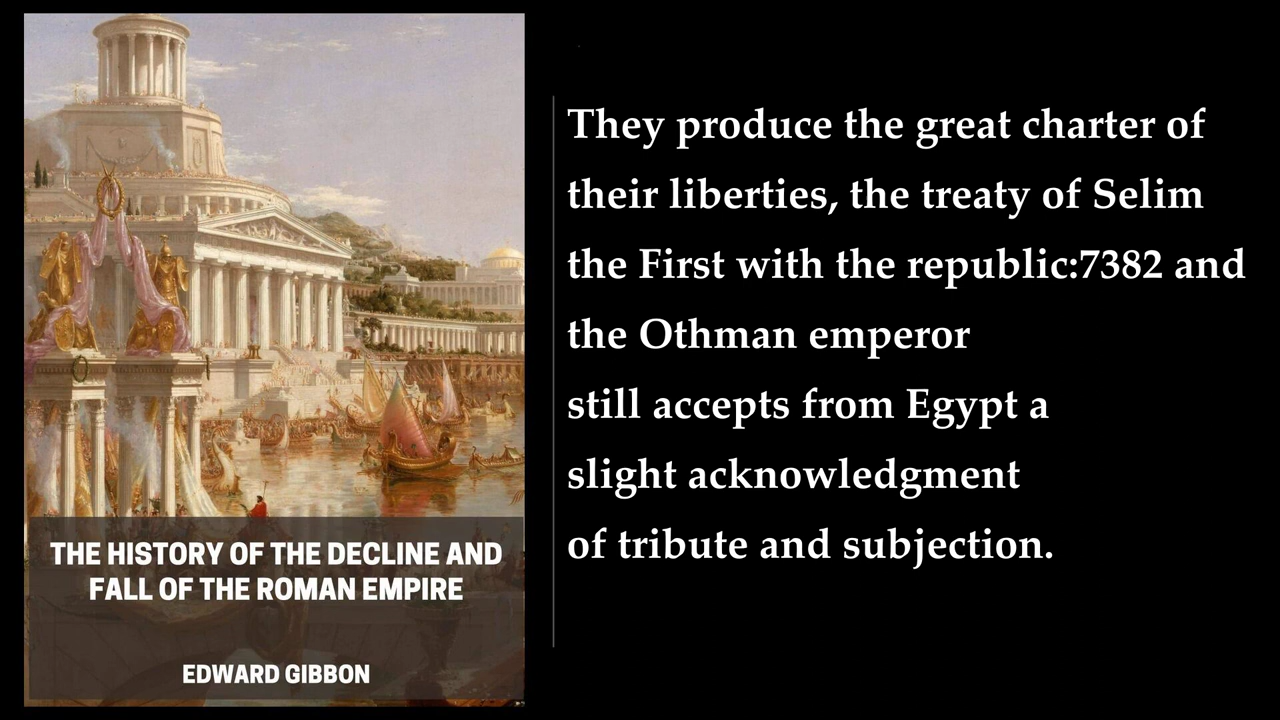 THE HISTORY OF THE DECLINE AND
FALL OF THE ROMAN EMPIRE
EDWARD GIBBON
They produce the great charter of
their liberties, the treaty of Selim
the First with the republic:7382 and
the Othman emperor
still accepts from Egypt a
slight acknowledgment
of tribute and subjection.